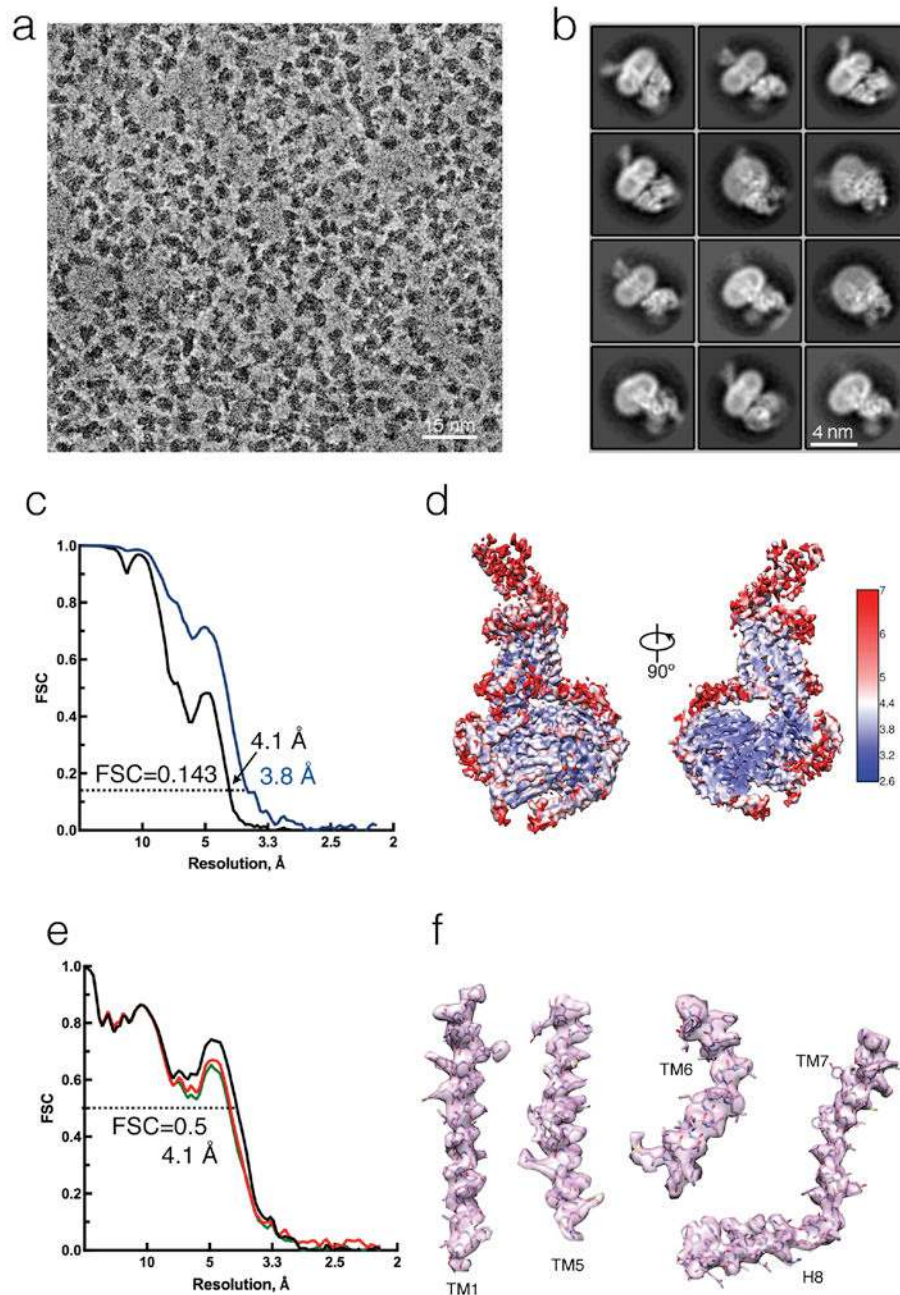 a
15 nm
b
4 nm
c
1.0
0.8
0.6
0.4
0.2
0.0
FSC
FSC=0.143
4.1 Å
3.8 Å
10
5
3.3
2.5
2
Resolution, Å
d
90º
7
6
5
4.4
3.8
3.2
2.6
e
1.0
0.8
0.6
0.4
0.2
0.0
FSC
FSC=0.5
4.1 Å
10
5
3.3
2.5
2
Resolution, Å
f
TM1
TM5
TM6
TM7
H8